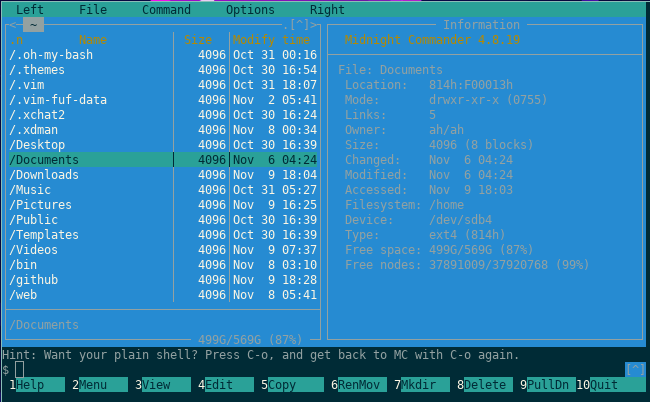 Left File Command Options Right
<─ ~ .[^]> Information
.n Name Size Modify time Midnight Commander 4.8.19
/.oh-my-bash 4096 Oct 31 00:16
/.themes 4096 Oct 30 16:54 File: Documents
/.vim 4096 Oct 31 18:07 Location: 814h:F00013h
/.vim-fuf-data 4096 Nov 2 05:41 Mode: drwxr-xr-x (0755)
/.xchat2 4096 Oct 30 16:24 Links: 5
/.xdman 4096 Nov 8 00:34 Owner: ah/ah
/Desktop 4096 Oct 30 16:39 Size: 4096 (8 blocks)
/Documents 4096 Nov 6 04:24 Changed: Nov 6 04:24
/Downloads 4096 Nov 9 18:04 Modified: Nov 6 04:24
/Music 4096 Oct 31 05:27 Accessed: Nov 9 18:03
/Pictures 4096 Nov 9 16:25 Filesystem: /home
/Public 4096 Oct 30 16:39 Device: /dev/sdb4
/Templates 4096 Oct 30 16:39 Type: ext4 (814h)
/Videos 4096 Nov 9 07:37 Free space: 499G/569G (87%)
/bin 4096 Nov 8 03:10 Free nodes: 37891009/37920768 (99%)
/github 4096 Nov 9 18:28
/web 4096 Nov 8 05:41
/Documents
499G/569G (87%)
Hint: Want your plain shell? Press C-o, and get back to MC with C-o again.
$ [^]
1Help 2Menu 3View 4Edit 5Copy 6RenMov 7Mkdir 8Delete 9PullDn 10Quit